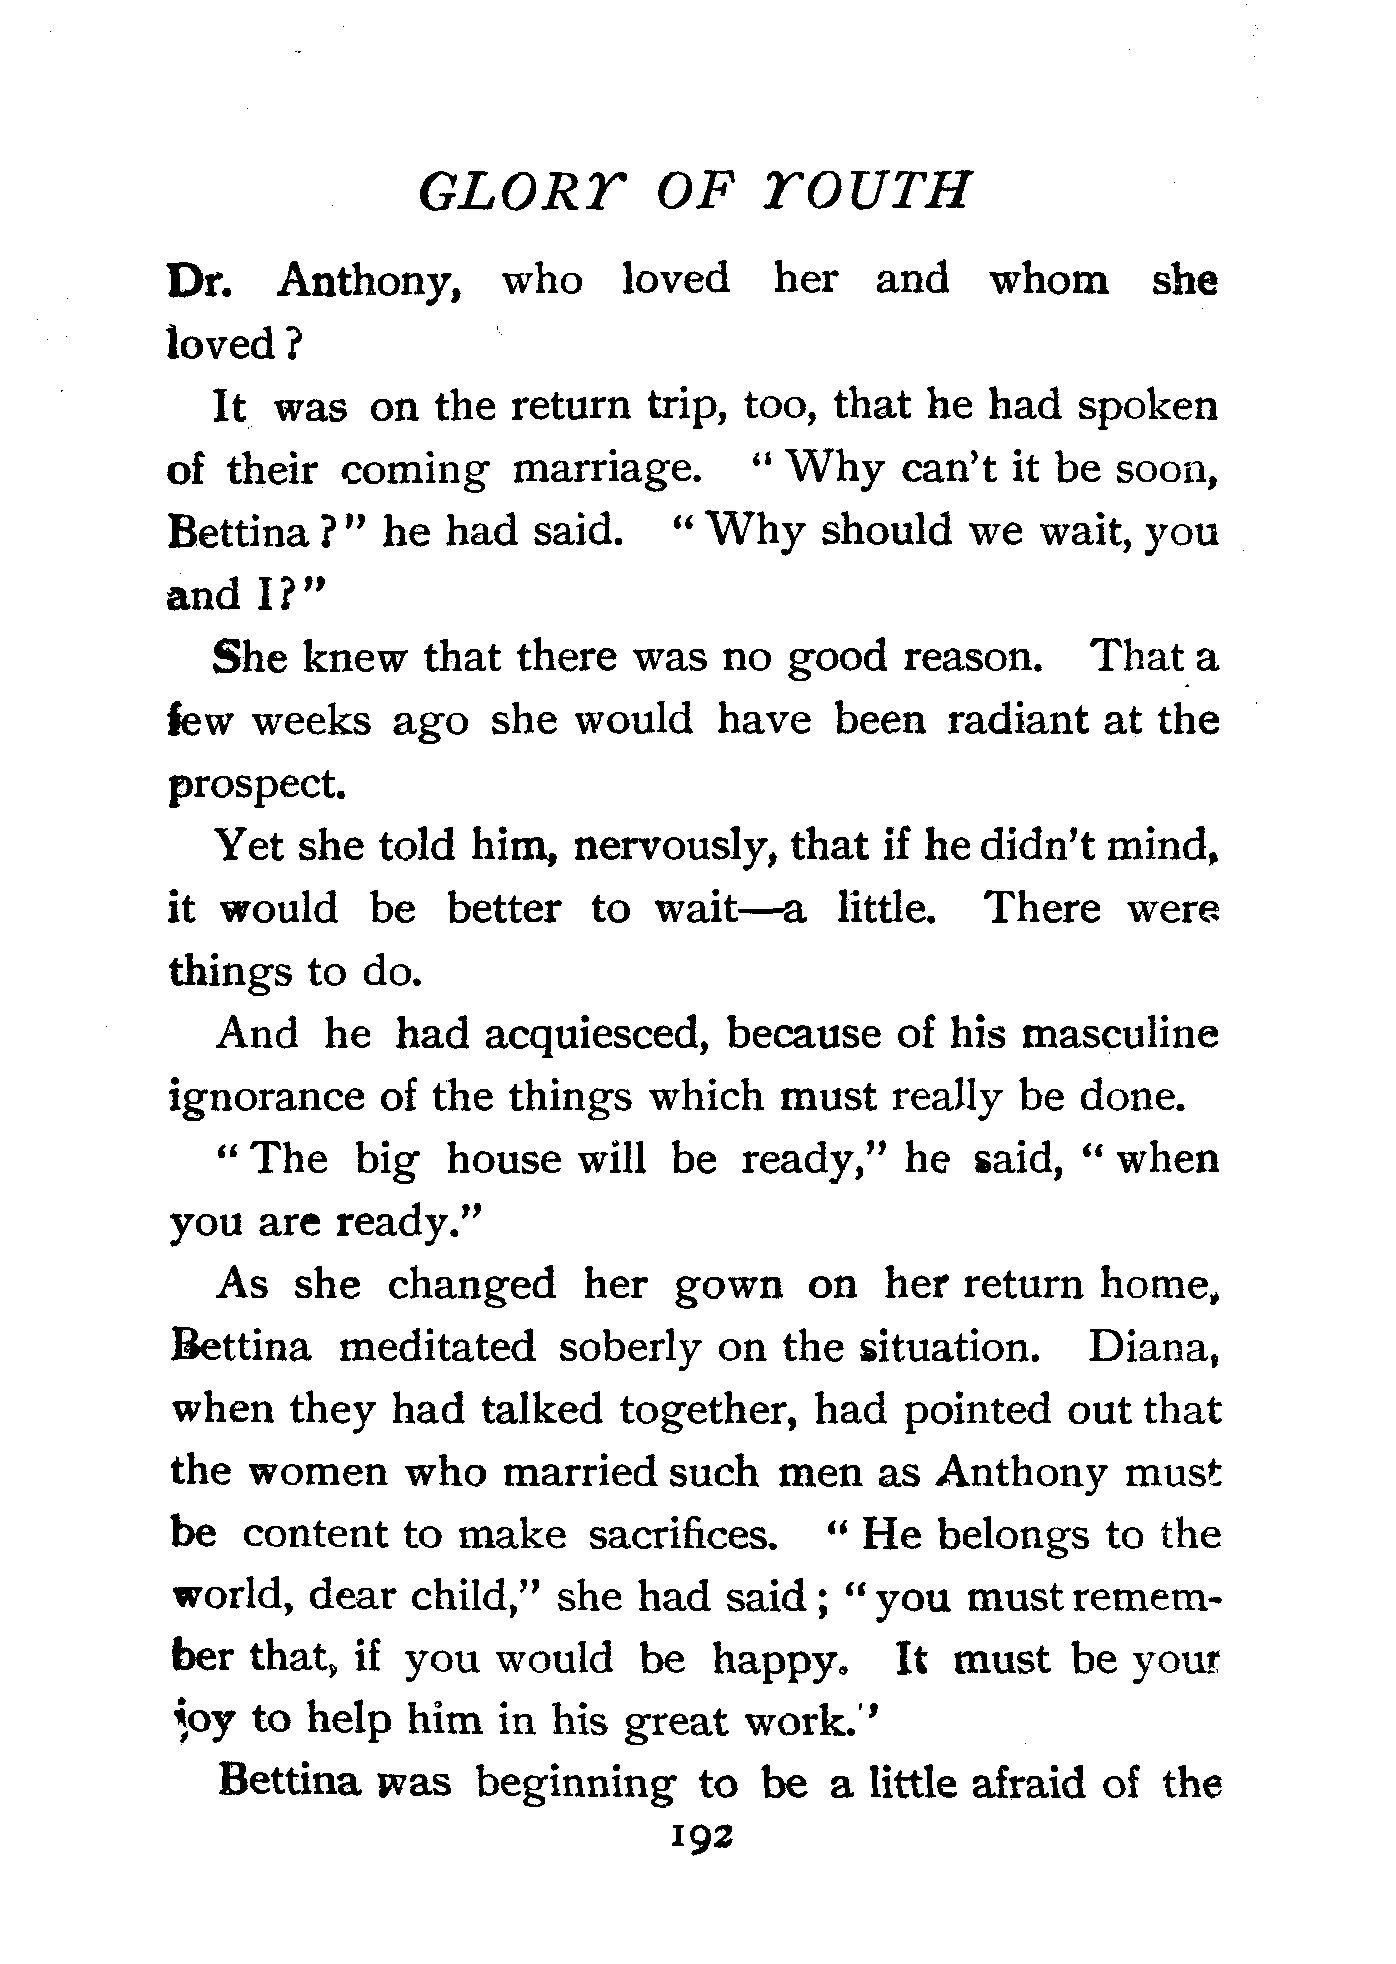 GLORY OF YOUTH
Dr. Anthony, who loved her and whom she
loved?
It was on the return trip, too, that he had spoken
of their coming marriage. "Why can't it be soon,
Bettina?" he had said. "Why should we wait, you
and I?"
She knew that there was no good reason. That a
few weeks ago she would have been radiant at the
prospect.
Yet she told him, nervously, that if he didn't mind,
it would be better to wait—a little. There were
things to do.
And he had acquiesced, because of his masculine
ignorance of the things which must really be done.
"The big house will be ready," he said, "when
you are ready."
As she changed her gown on her return home,
Bettina meditated soberly on the situation. Diana,
when they had talked together, had pointed out that
the women who married such men as Anthony must
be content to make sacrifices. "He belongs to the
world, dear child," she had said; "you must remem-
ber that, if you would be happy. It must be your
joy to help him in his great work."
Bettina was beginning to be a little afraid of the
192